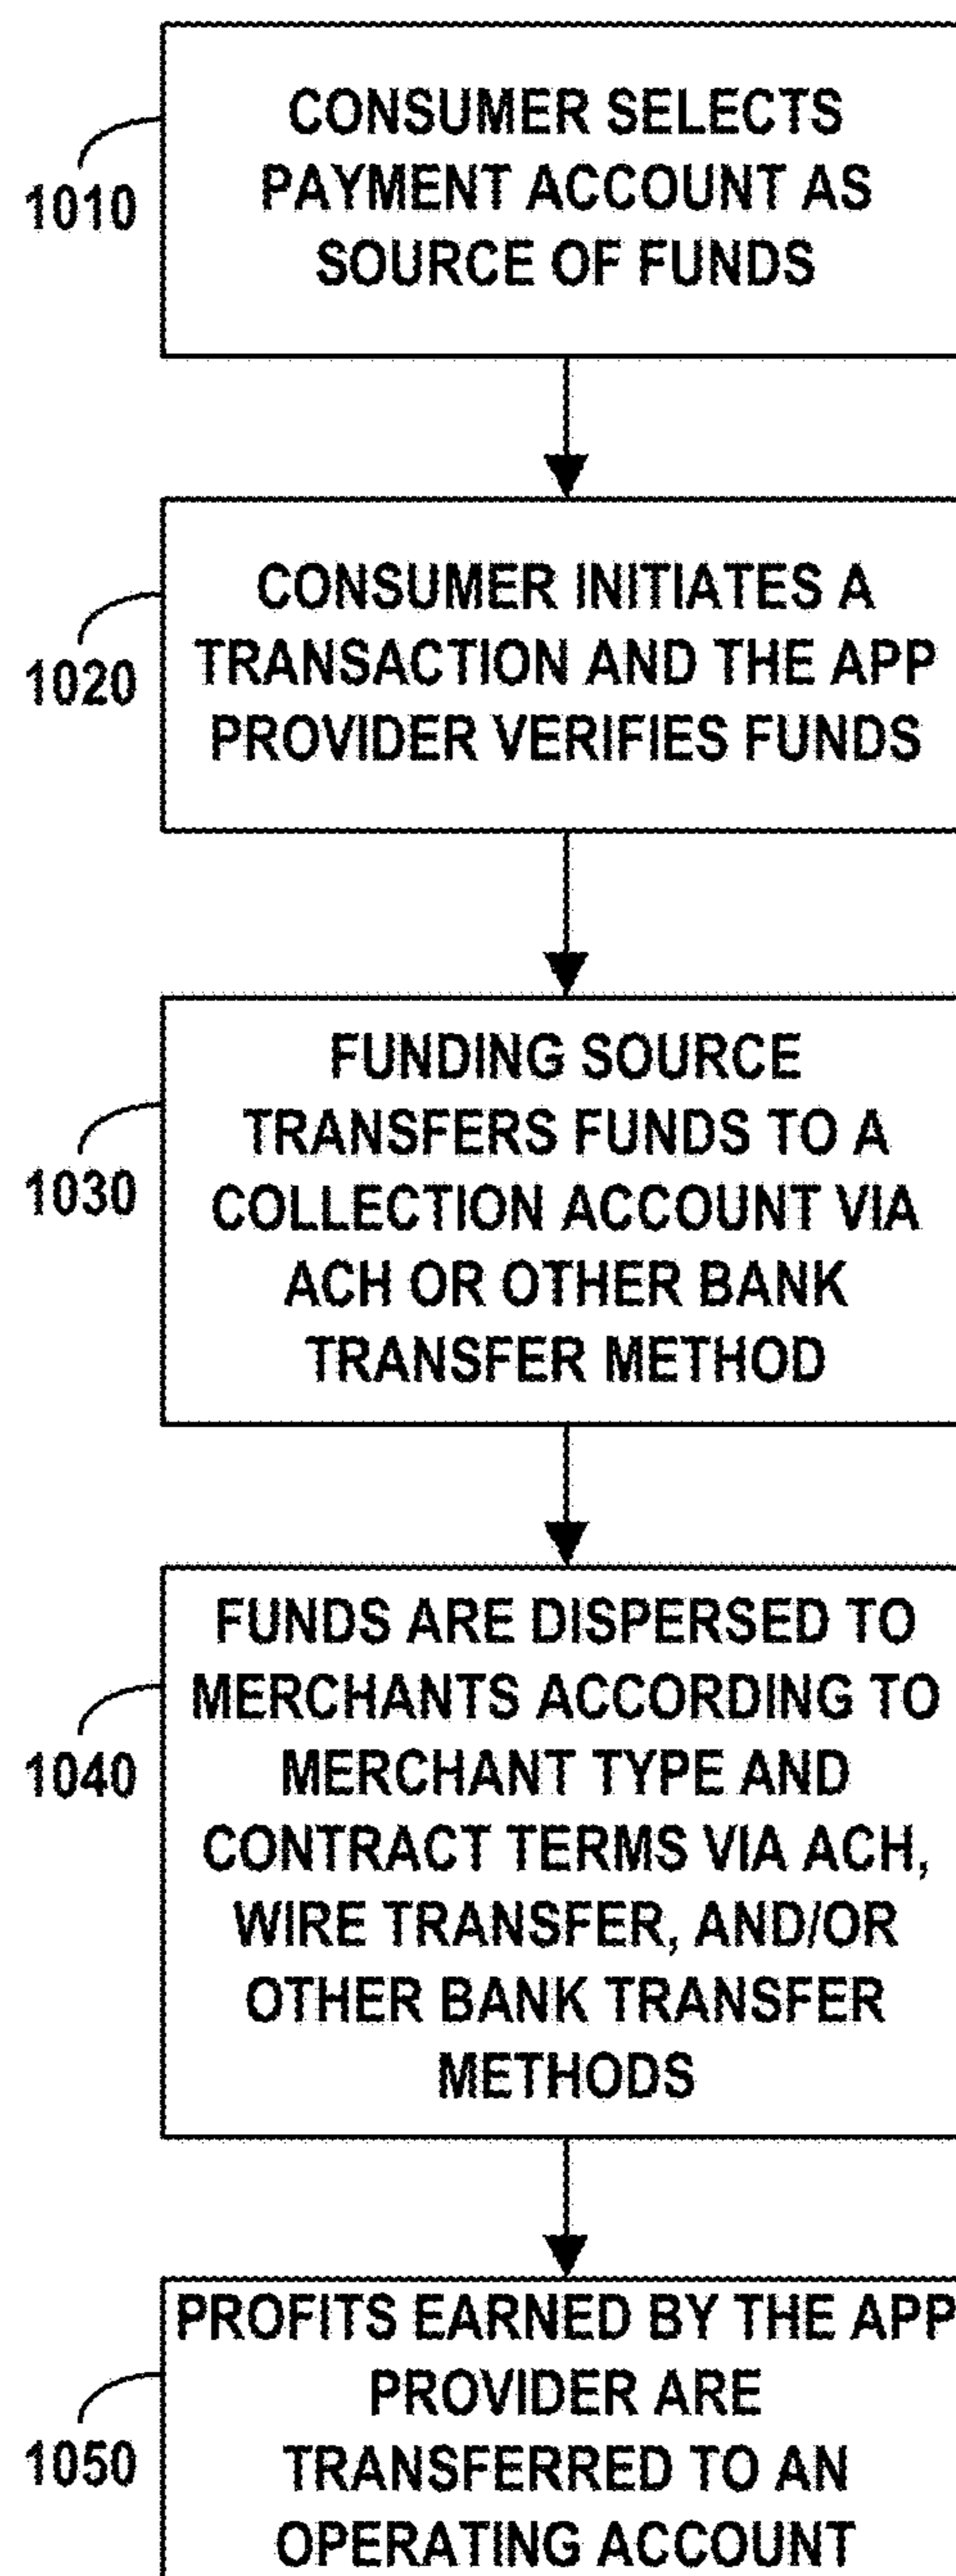 CONSUMER SELECTS
PAYMENT ACCOUNT AS
SOURCE OF FUNDS
1010
CONSUMER INITIATES A
TRANSACTION AND THE APP
PROVIDER VERIFIES FUNDS
1020
FUNDING SOURCE
TRANSFERS FUNDS TO A
COLLECTION ACCOUNT VIA
ACH OR OTHER BANK
TRANSFER METHOD
1030
FUNDS ARE DISPERSED TO
MERCHANTS ACCORDING TO
MERCHANT TYPE AND
CONTRACT TERMS VIA ACH,
WIRE TRANSFER, AND/OR
OTHER BANK TRANSFER
METHODS
1040
PROFITS EARNED BY THE APP
PROVIDER ARE
TRANSFERRED TO AN
OPERATING ACCOUNT
1050